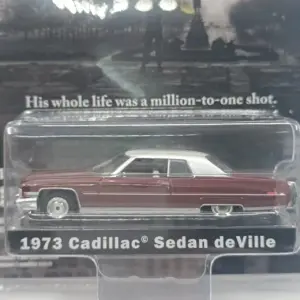 His whole life was a million-to-one shot.
1973 Cadillac© Sedan deVille